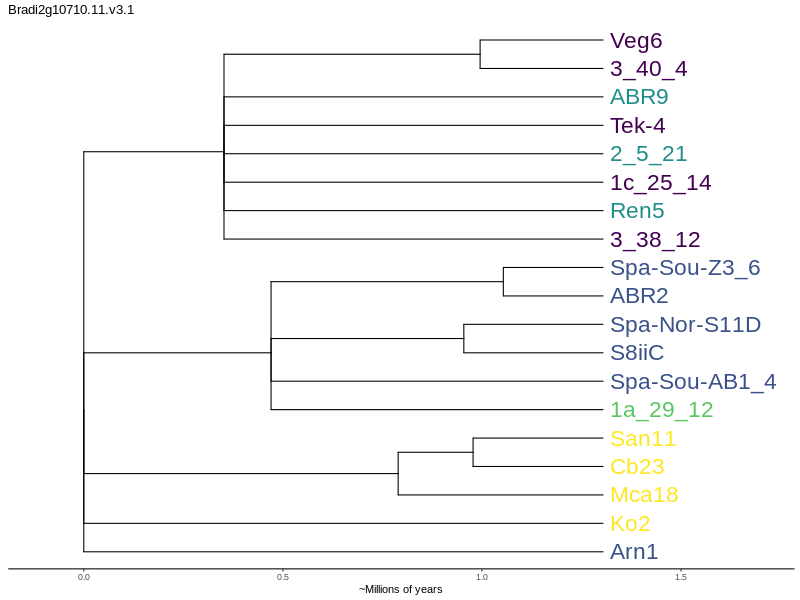 Bradi2g10710.11.v3.1
Veg6
3_40_4
ABR9
Tek-4
2_5_21
1c_25_14
Ren5
3_38_12
Spa-Sou-Z3_6
ABR2
Spa-Nor-S11D
S8iiC
Spa-Sou-AB1_4
1a_29_12
San11
Cb23
Mca18
Ko2
Arn1
0.0 0.5 1.0 1.5
~Millions of years